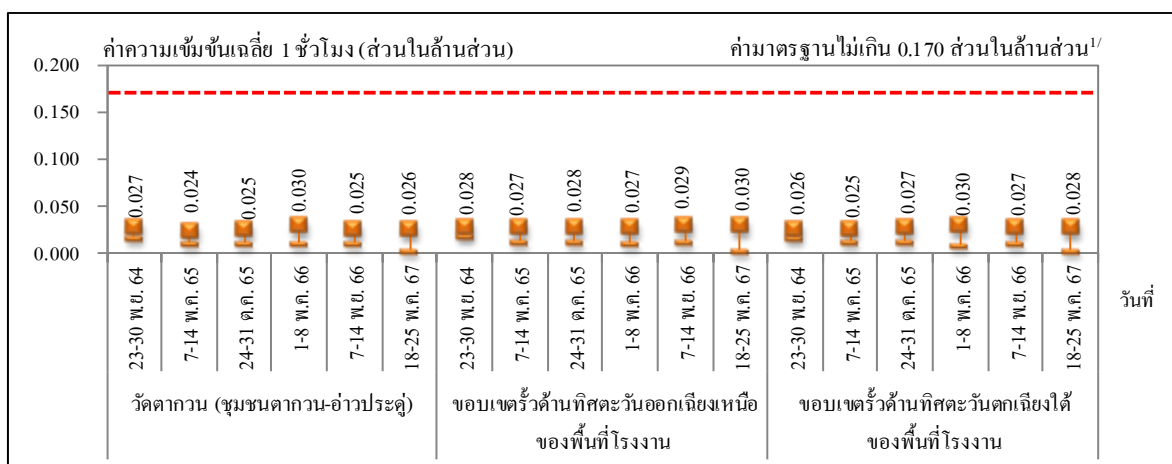 ค่าความเข้มข้นเฉลี่ย 1 ชั่วโมง (ส่วนในล้านส่วน)
ค่ามาตรฐานไม่เกิน 0.170 ส่วนในล้านส่วน1/
0.200
0.150
0.100
0.050
0.000
0.027 0.024 0.025 0.030 0.025 0.026 0.028 0.027 0.028 0.027 0.029 0.030 0.026 0.025 0.027 0.030 0.027 0.028
23-30 พ.ย. 64
7-14 พ.ค. 65
24-31 ต.ค. 65
1-8 พ.ค. 66
7-14 พ.ย. 66
18-25 พ.ค. 67
23-30 พ.ย. 64
7-14 พ.ค. 65
24-31 ต.ค. 65
1-8 พ.ค. 66
7-14 พ.ย. 66
18-25 พ.ค. 67
23-30 พ.ย. 64
7-14 พ.ค. 65
24-31 ต.ค. 65
1-8 พ.ค. 66
7-14 พ.ย. 66
18-25 พ.ค. 67
วันที่
วัดตากวน (ชุมชนตากวน-อ่าวประดู่)
ขอบเขตรั้วด้านทิศตะวันออกเฉียงเหนือ
ของพื้นที่โรงงาน
ขอบเขตรั้วด้านทิศตะวันตกเฉียงใต้
ของพื้นที่โรงงาน